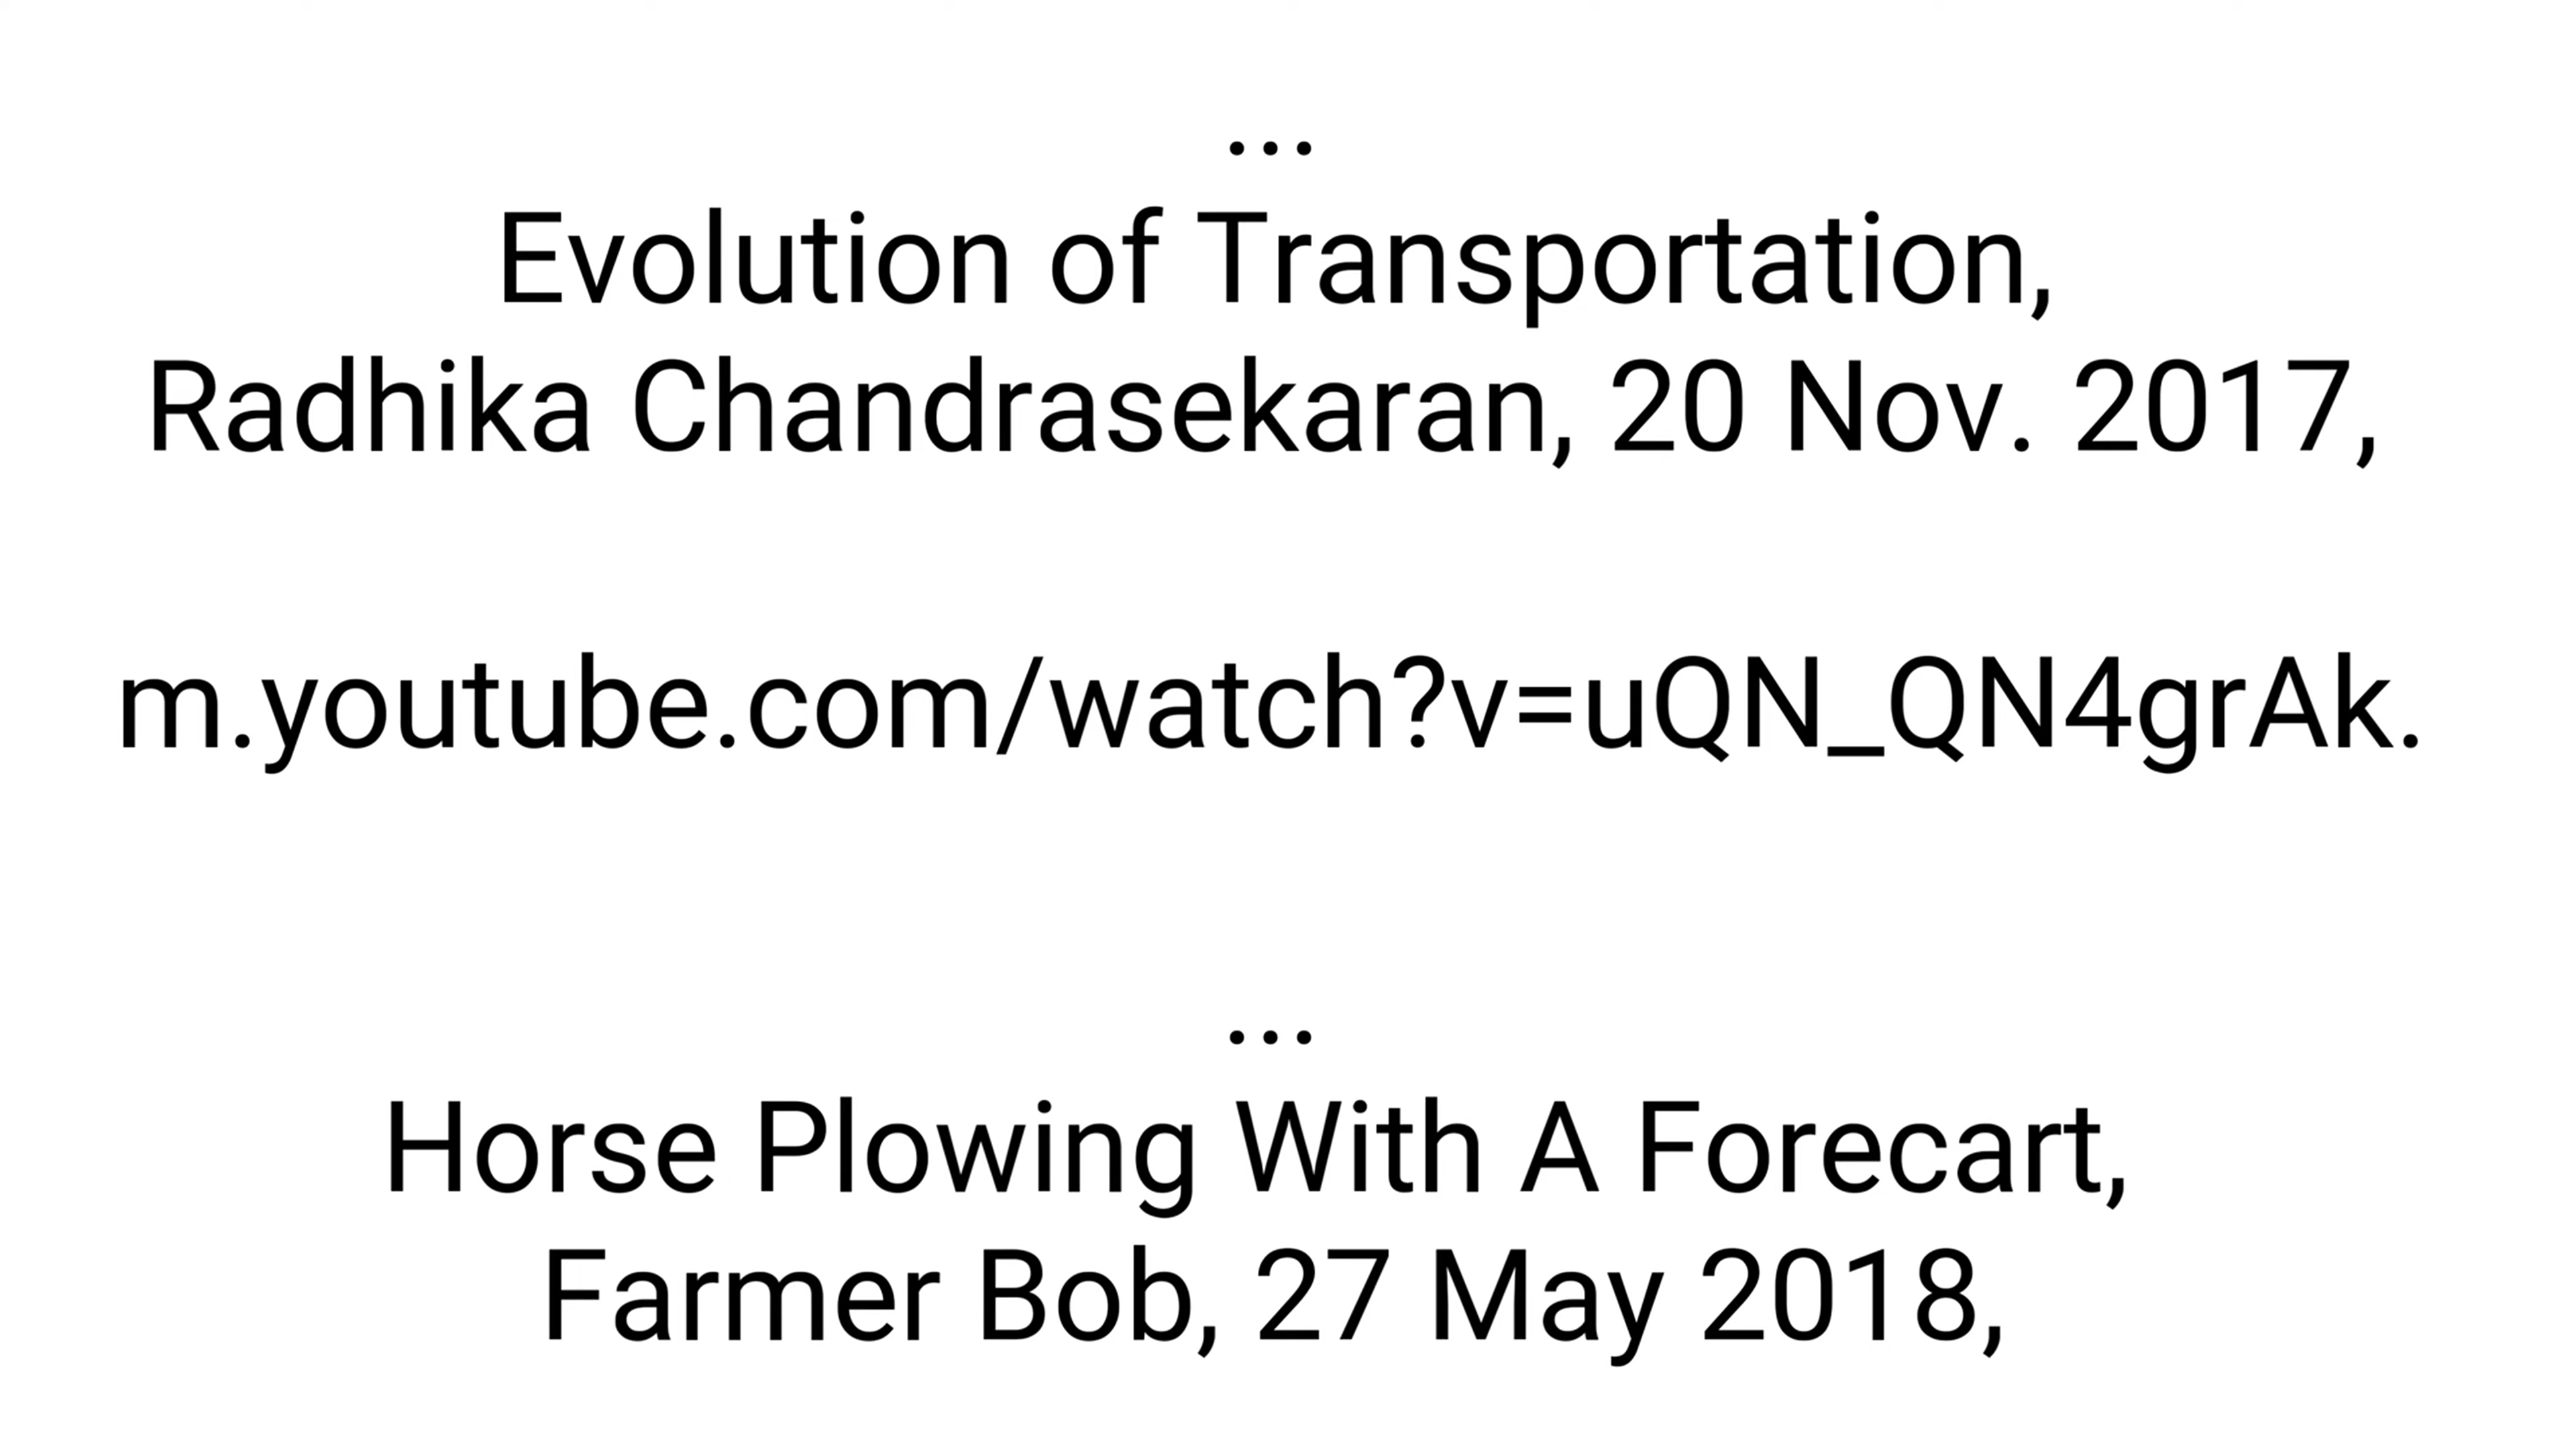 ...
Evolution of Transportation,
Radhika Chandrasekaran, 20 Nov. 2017,
m.youtube.com/watch?v=uQN_QN4grAk.
...
Horse Plowing With A Forecart,
Farmer Bob, 27 May 2018,